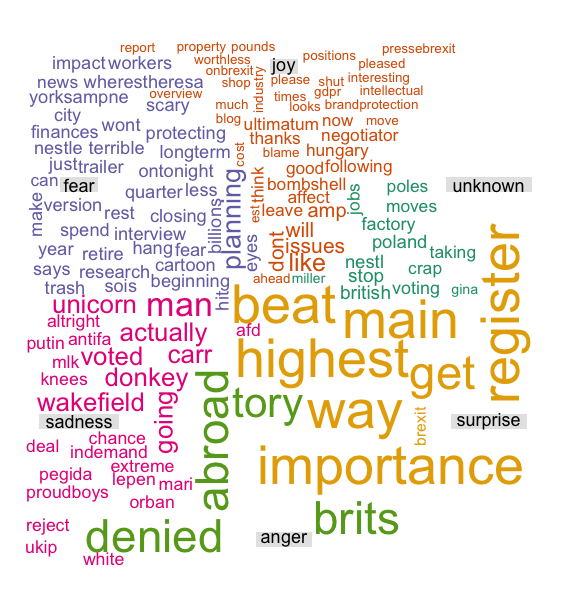 report property pounds pressebrexit
worthless positions
impact workers onbrexit joy pleased
news wherestheresa shop please shut interesting
yorksampne overview industry times gdpr intellectual
scary much looks brandprotection
city blog ultimatum now move
finances wont protecting thanks negotiator
nestle terrible longterm cost blame hungary
just trailer ontonight good following
can fear quarter less planning think bombshell jobs poles unknown
make version rest closing billions est leave amp affect moves
spend interview will factory
year hang fear eyes dont issues poland taking
retire cartoon like nestl
says research beginning stop crap
trash sois hit ahead miller british voting gina
unicorn man beat main register
altright actually afd
putin antifa
mlk voted carr highest get
knees donkey
wakefield going abroad tory way
sadness brexit surprise
chance
deal indemand
extreme importance
pegida lepen mari
proudboys orban
reject denied brits
ukip anger
white